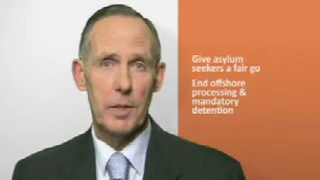 Give asylum
seekers a fair go
End offshore
processing &
mandatory
detention